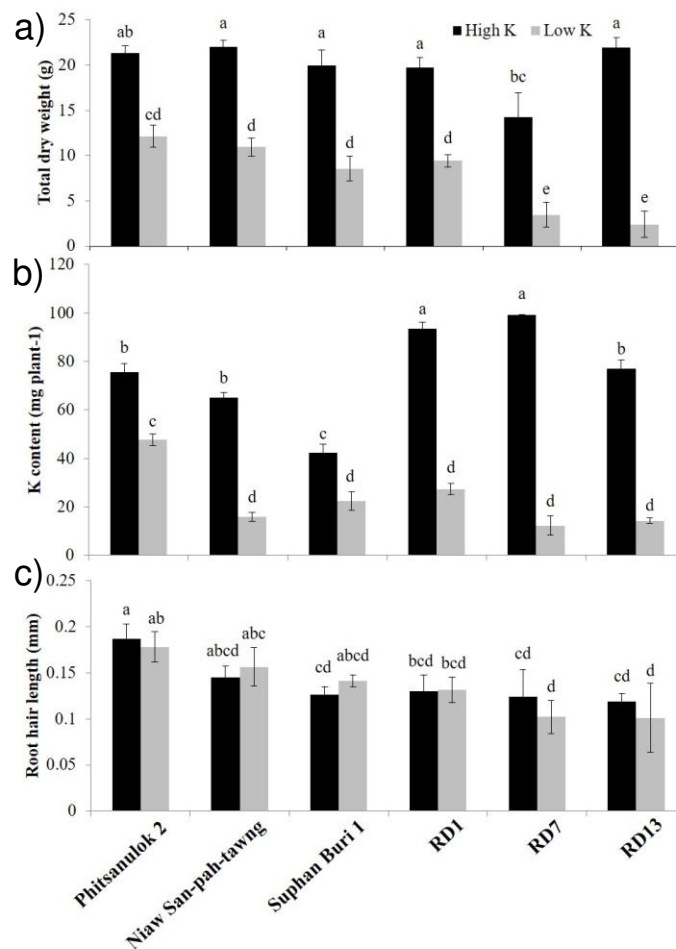 a)
Total dry weight (g)
25
20
15
10
5
0
High K Low K
ab
cd
a
d
a
d
a
d
bc
e
a
e
b)
K content (mg plant-1)
120
100
80
60
40
20
0
b
c
b
d
c
d
a
d
a
d
b
d
c)
Root hair length (mm)
0.25
0.2
0.15
0.1
0.05
0
a
ab
abcd
abc
cd
abcd
bcd
bcd
cd
d
cd
d
Phitsanulok 2
Niaw San-pah-tawng
Suphan Buri 1
RD1
RD7
RD13